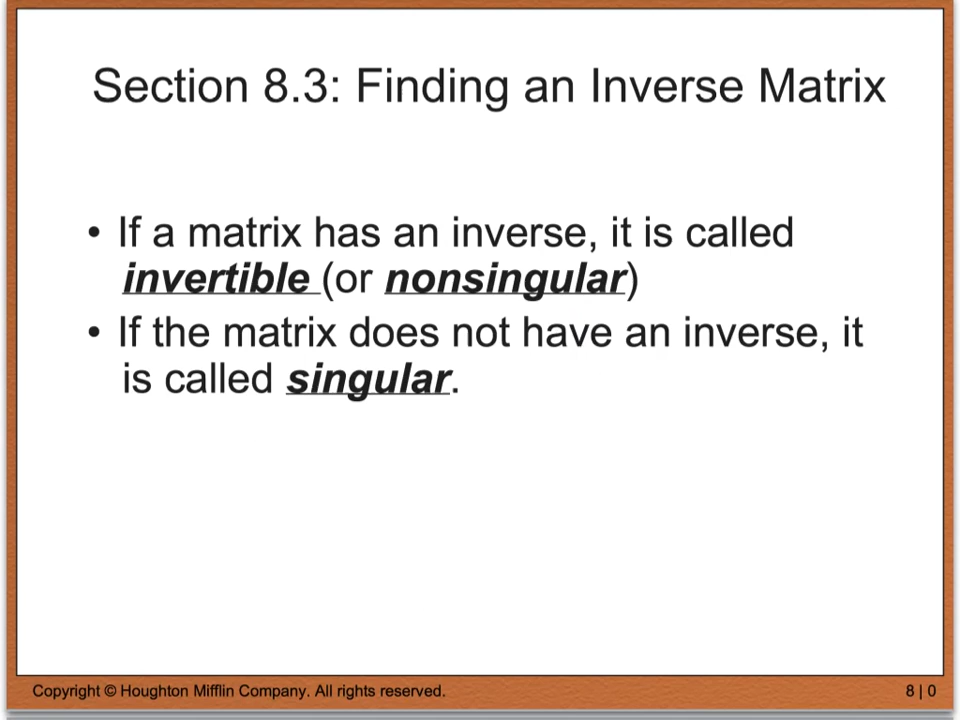 Section 8.3: Finding an Inverse Matrix
• If a matrix has an inverse, it is called
invertible (or nonsingular)
• If the matrix does not have an inverse, it
is called singular.
Copyright © Houghton Mifflin Company. All rights reserved.
8 | 0